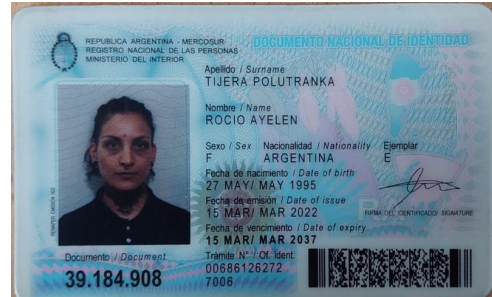 REPUBLICA ARGENTINA - MERCOSUR
REGISTRO NACIONAL DE LAS PERSONAS
MINISTERIO DEL INTERIOR
DOCUMENTO NACIONAL DE IDENTIDAD
Apellido / Surname
TIJERA POLUTRANKA
Nombre / Name
ROCIO AYELEN
Sexo / Sex Nacionalidad / Nationality Ejemplar
F ARGENTINA E
Fecha de nacimiento / Date of birth
27 MAY/ MAY 1995
Fecha de emisión / Date of issue
15 MAR/ MAR 2022
FIRMA DEL IDENTIFICADO/ SIGNATURE
Fecha de vencimiento / Date of expiry
15 MAR/ MAR 2037
Documento / Document
39.184.908
Trámite N° / Of. ident.
00686126272
7006